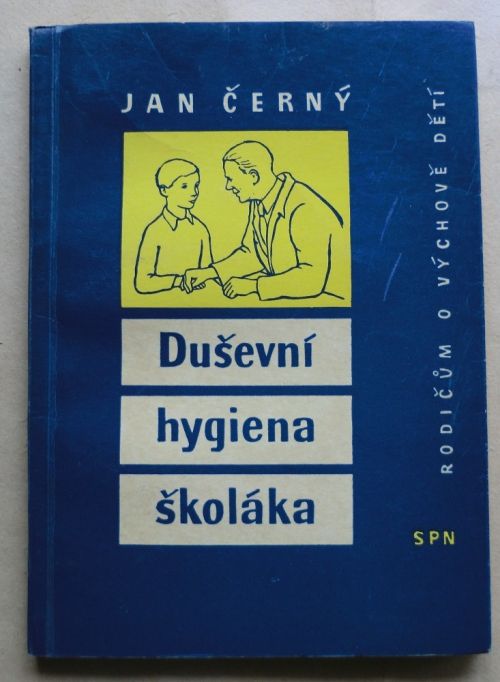 JAN ČERNÝ
Duševní
hygiena
školáka
RODIČŮM O VÝCHOVĚ DĚTÍ
SPN